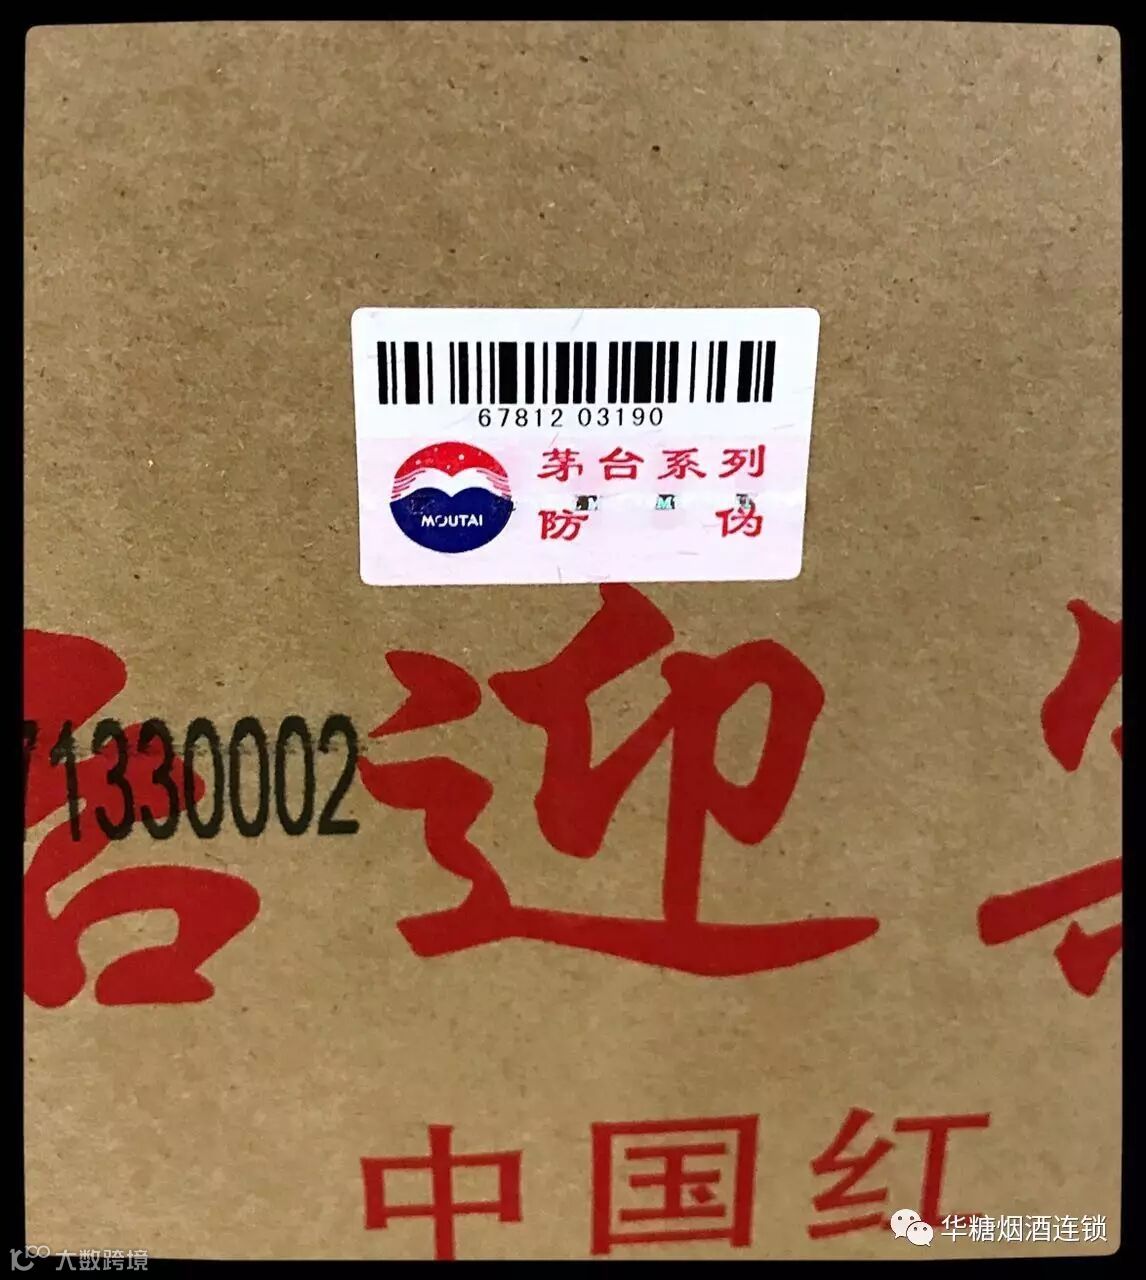 67812 03190
MOUTAI
茅台系列
防伪
71330002
迎
中国红
华糖烟酒连锁
大数跨境